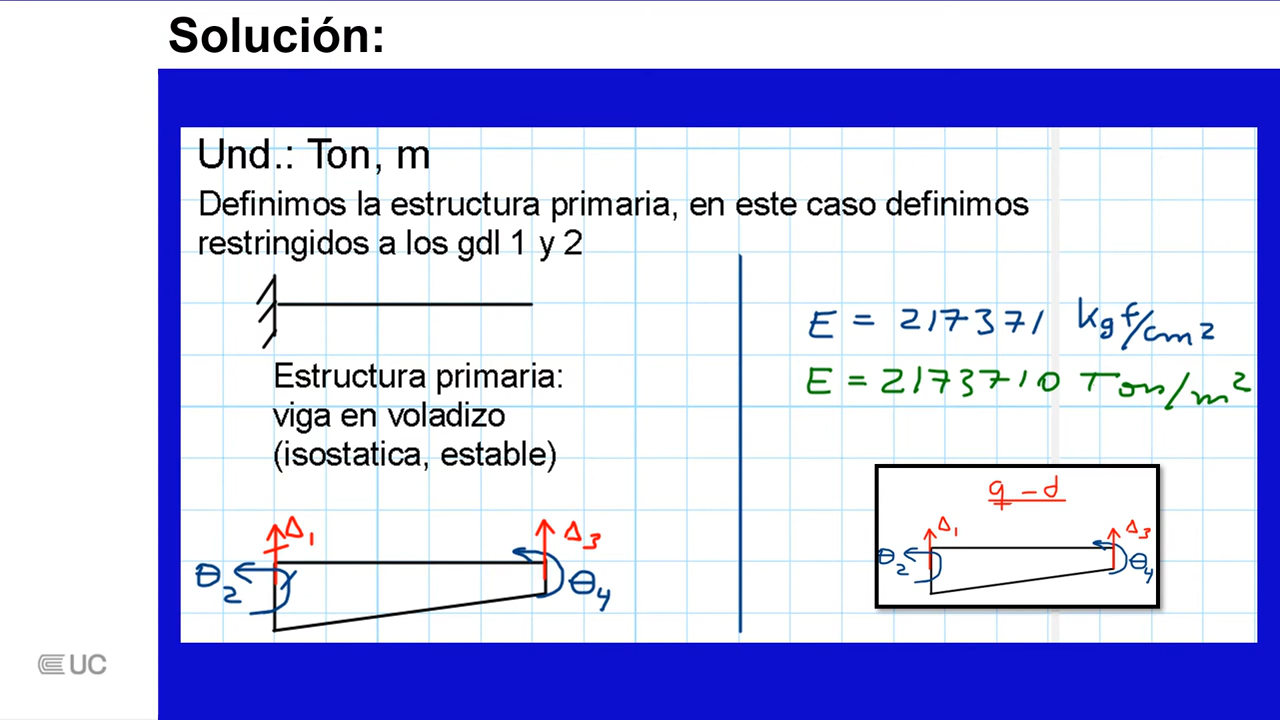 Solución:
Und.: Ton, m
Definimos la estructura primaria, en este caso definimos
restringidos a los gdl 1 y 2
Estructura primaria:
viga en voladizo
(isostatica, estable)
E = 217371 kgf/cm²
E = 2173710 Ton/m²
q - d
Δ1
Δ3
θ2
θ4
Δ1
Δ3
θ2
θ4
UC